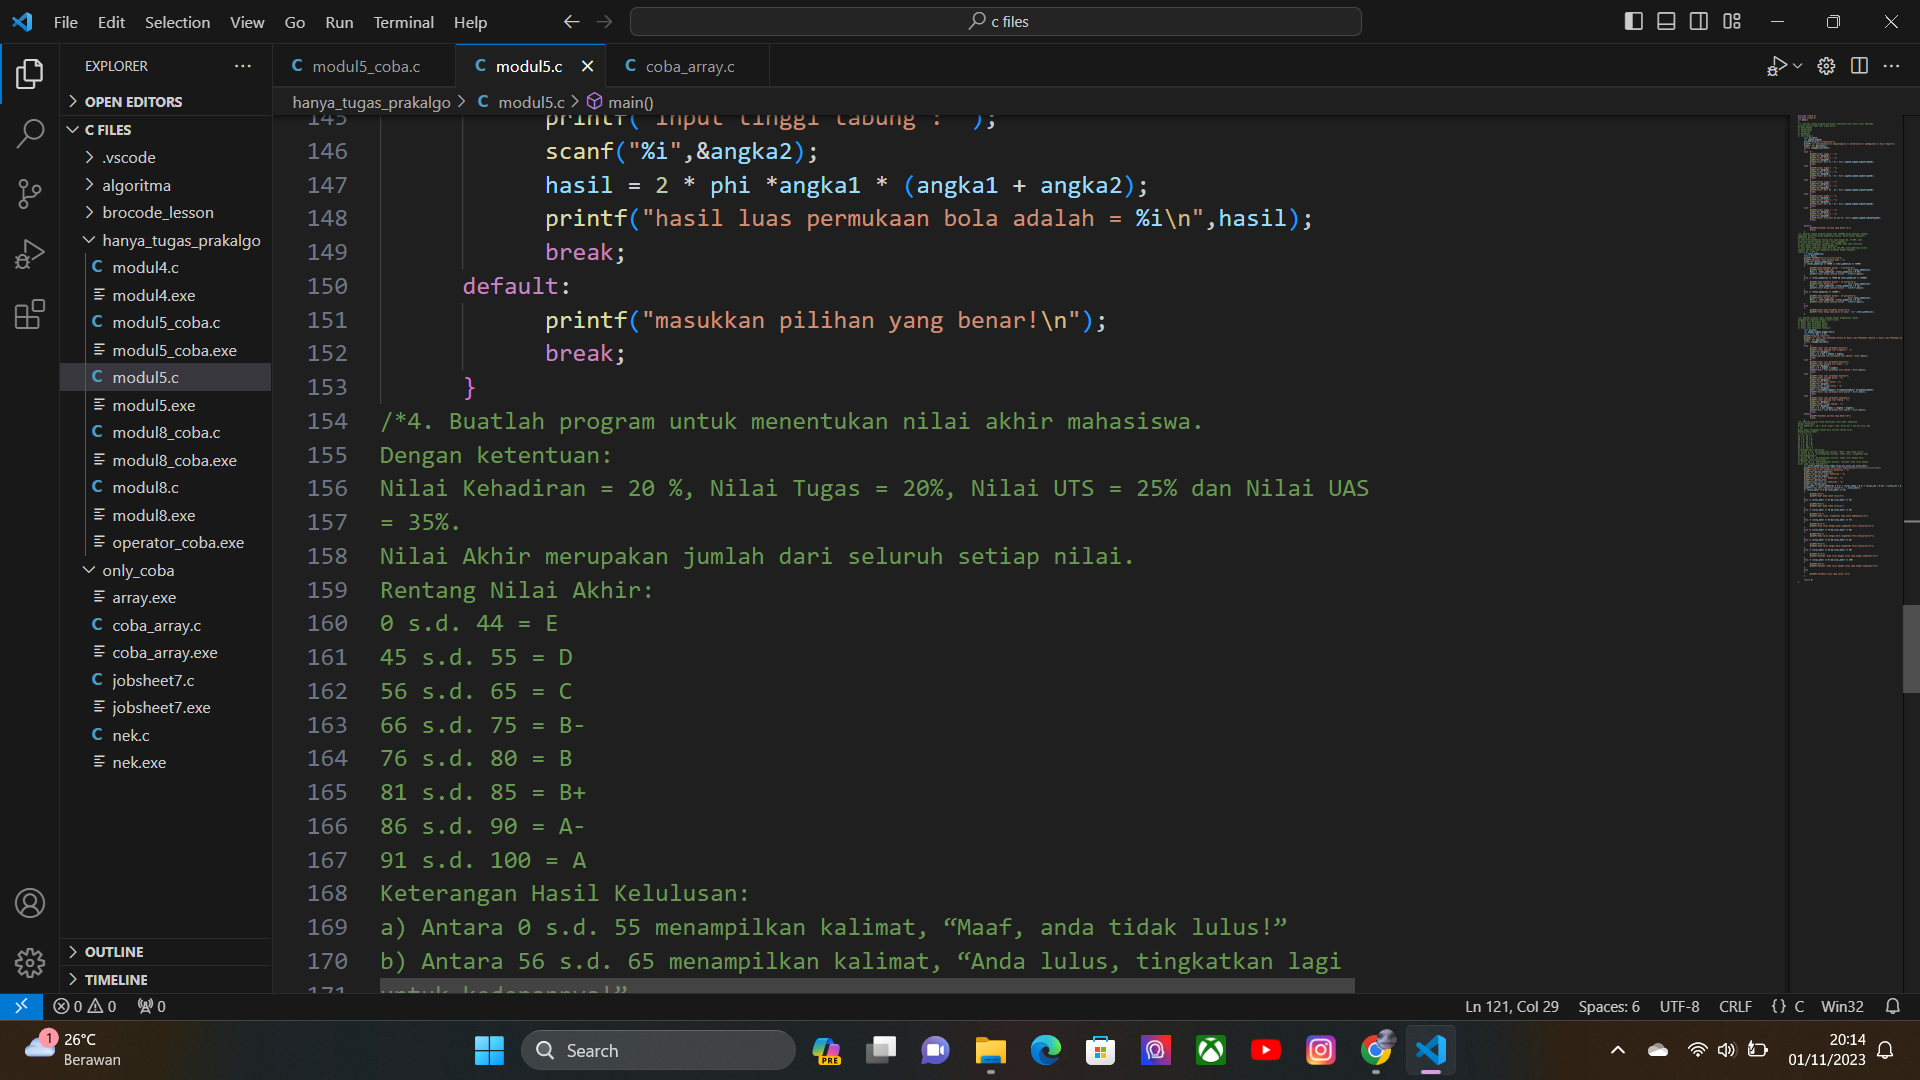 File Edit Selection View Go Run Terminal Help
c files
EXPLORER
OPEN EDITORS
C FILES
.vscode
algoritma
brocode_lesson
hanya_tugas_prakalgo
C modul4.c
modul4.exe
C modul5_coba.c
modul5_coba.exe
C modul5.c
modul5.exe
C modul8_coba.c
modul8_coba.exe
C modul8.c
modul8.exe
operator_coba.exe
only_coba
array.exe
C coba_array.c
coba_array.exe
C jobsheet7.c
jobsheet7.exe
C nek.c
nek.exe
OUTLINE
TIMELINE
C modul5_coba.c C modul5.c C coba_array.c
hanya_tugas_prakalgo > C modul5.c > main()
145 printf("input tinggi tabung : ");
146 scanf("%i",&angka2);
147 hasil = 2 * phi *angka1 * (angka1 + angka2);
148 printf("hasil luas permukaan bola adalah = %i\n",hasil);
149 break;
150 default:
151 printf("masukkan pilihan yang benar!\n");
152 break;
153 }
154 /*4. Buatlah program untuk menentukan nilai akhir mahasiswa.
155 Dengan ketentuan:
156 Nilai Kehadiran = 20 %, Nilai Tugas = 20%, Nilai UTS = 25% dan Nilai UAS
157 = 35%.
158 Nilai Akhir merupakan jumlah dari seluruh setiap nilai.
159 Rentang Nilai Akhir:
160 0 s.d. 44 = E
161 45 s.d. 55 = D
162 56 s.d. 65 = C
163 66 s.d. 75 = B-
164 76 s.d. 80 = B
165 81 s.d. 85 = B+
166 86 s.d. 90 = A-
167 91 s.d. 100 = A
168 Keterangan Hasil Kelulusan:
169 a) Antara 0 s.d. 55 menampilkan kalimat, “Maaf, anda tidak lulus!”
170 b) Antara 56 s.d. 65 menampilkan kalimat, “Anda lulus, tingkatkan lagi
171
0 0 0
Ln 121, Col 29 Spaces: 6 UTF-8 CRLF {} C Win32
1
26°C
Berawan
Search
PRE
20:14
01/11/2023